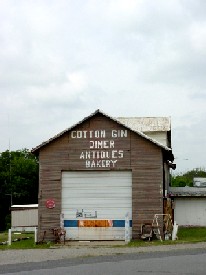 COTTON GIN
DINER
ANTIQUES
BAKERY